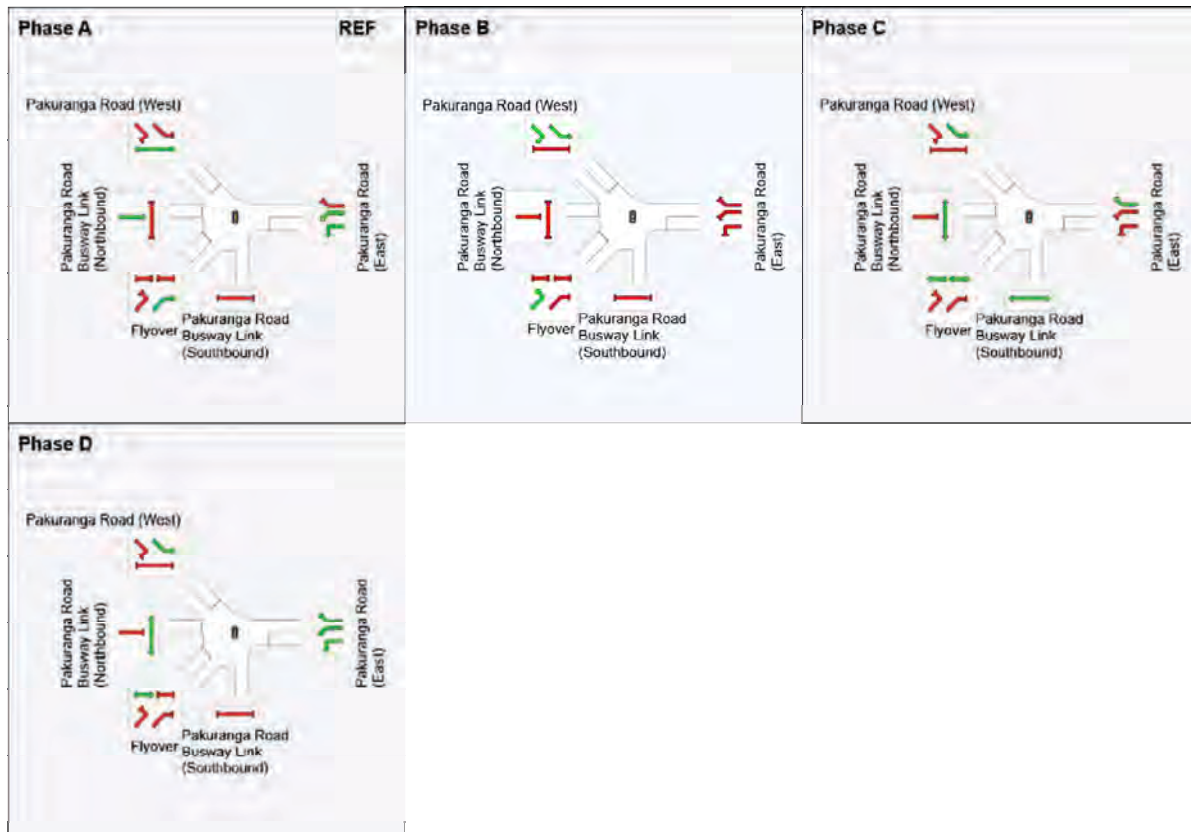 Phase A
REF
Pakuranga Road (West)
Pakuranga Road
Busway Link
(Northbound)
Pakuranga Road
(East)
Flyover
Pakuranga Road
Busway Link
(Southbound)
Phase B
Pakuranga Road (West)
Pakuranga Road
Busway Link
(Northbound)
Pakuranga Road
(East)
Flyover
Pakuranga Road
Busway Link
(Southbound)
Phase C
Pakuranga Road (West)
Pakuranga Road
Busway Link
(Northbound)
Pakuranga Road
(East)
Flyover
Pakuranga Road
Busway Link
(Southbound)
Phase D
Pakuranga Road (West)
Pakuranga Road
Busway Link
(Northbound)
Pakuranga Road
(East)
Flyover
Pakuranga Road
Busway Link
(Southbound)